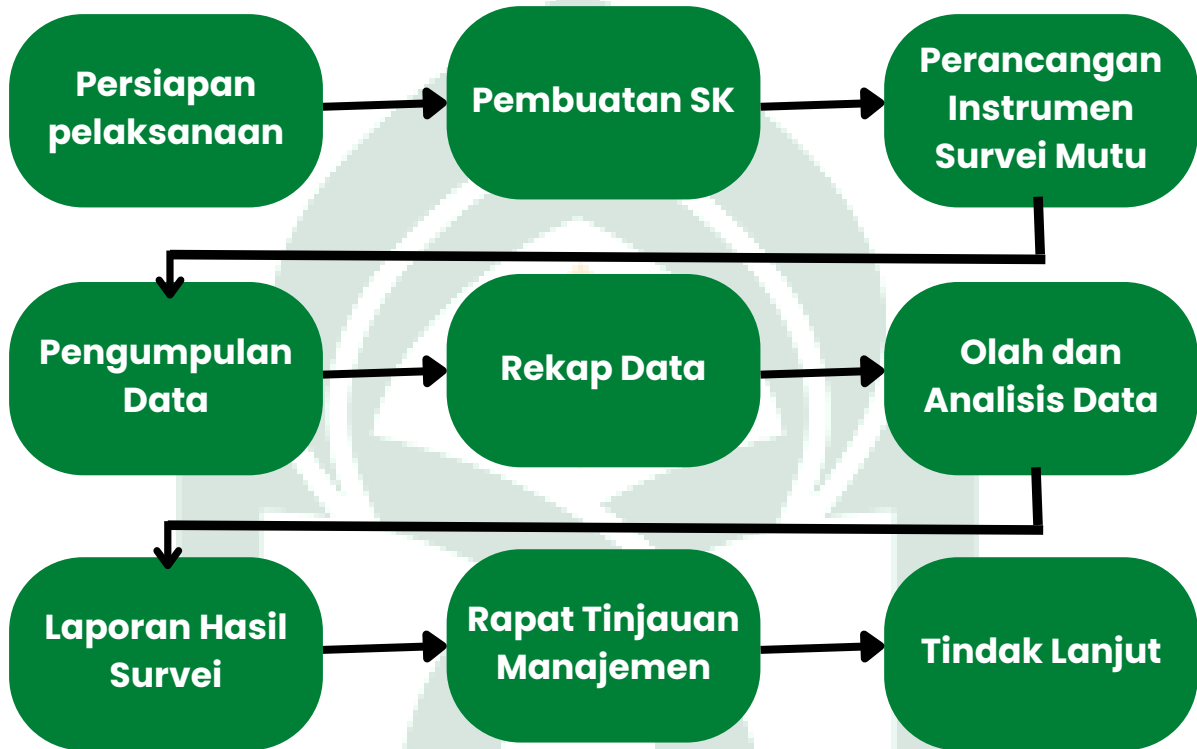 Persiapan
pelaksanaan
Pembuatan SK
Perancangan
Instrumen
Survei Mutu
Pengumpulan
Data
Rekap Data
Olah dan
Analisis Data
Laporan Hasil
Survei
Rapat Tinjauan
Manajemen
Tindak Lanjut